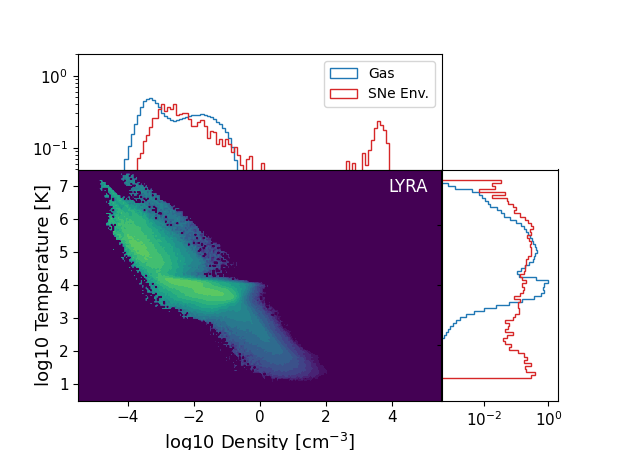 10⁰
10⁻¹
Gas
SNe Env.
LYRA
log10 Temperature [K]
7
6
5
4
3
2
1
−4 −2 0 2 4
10⁻² 10⁰
log10 Density [cm⁻³]